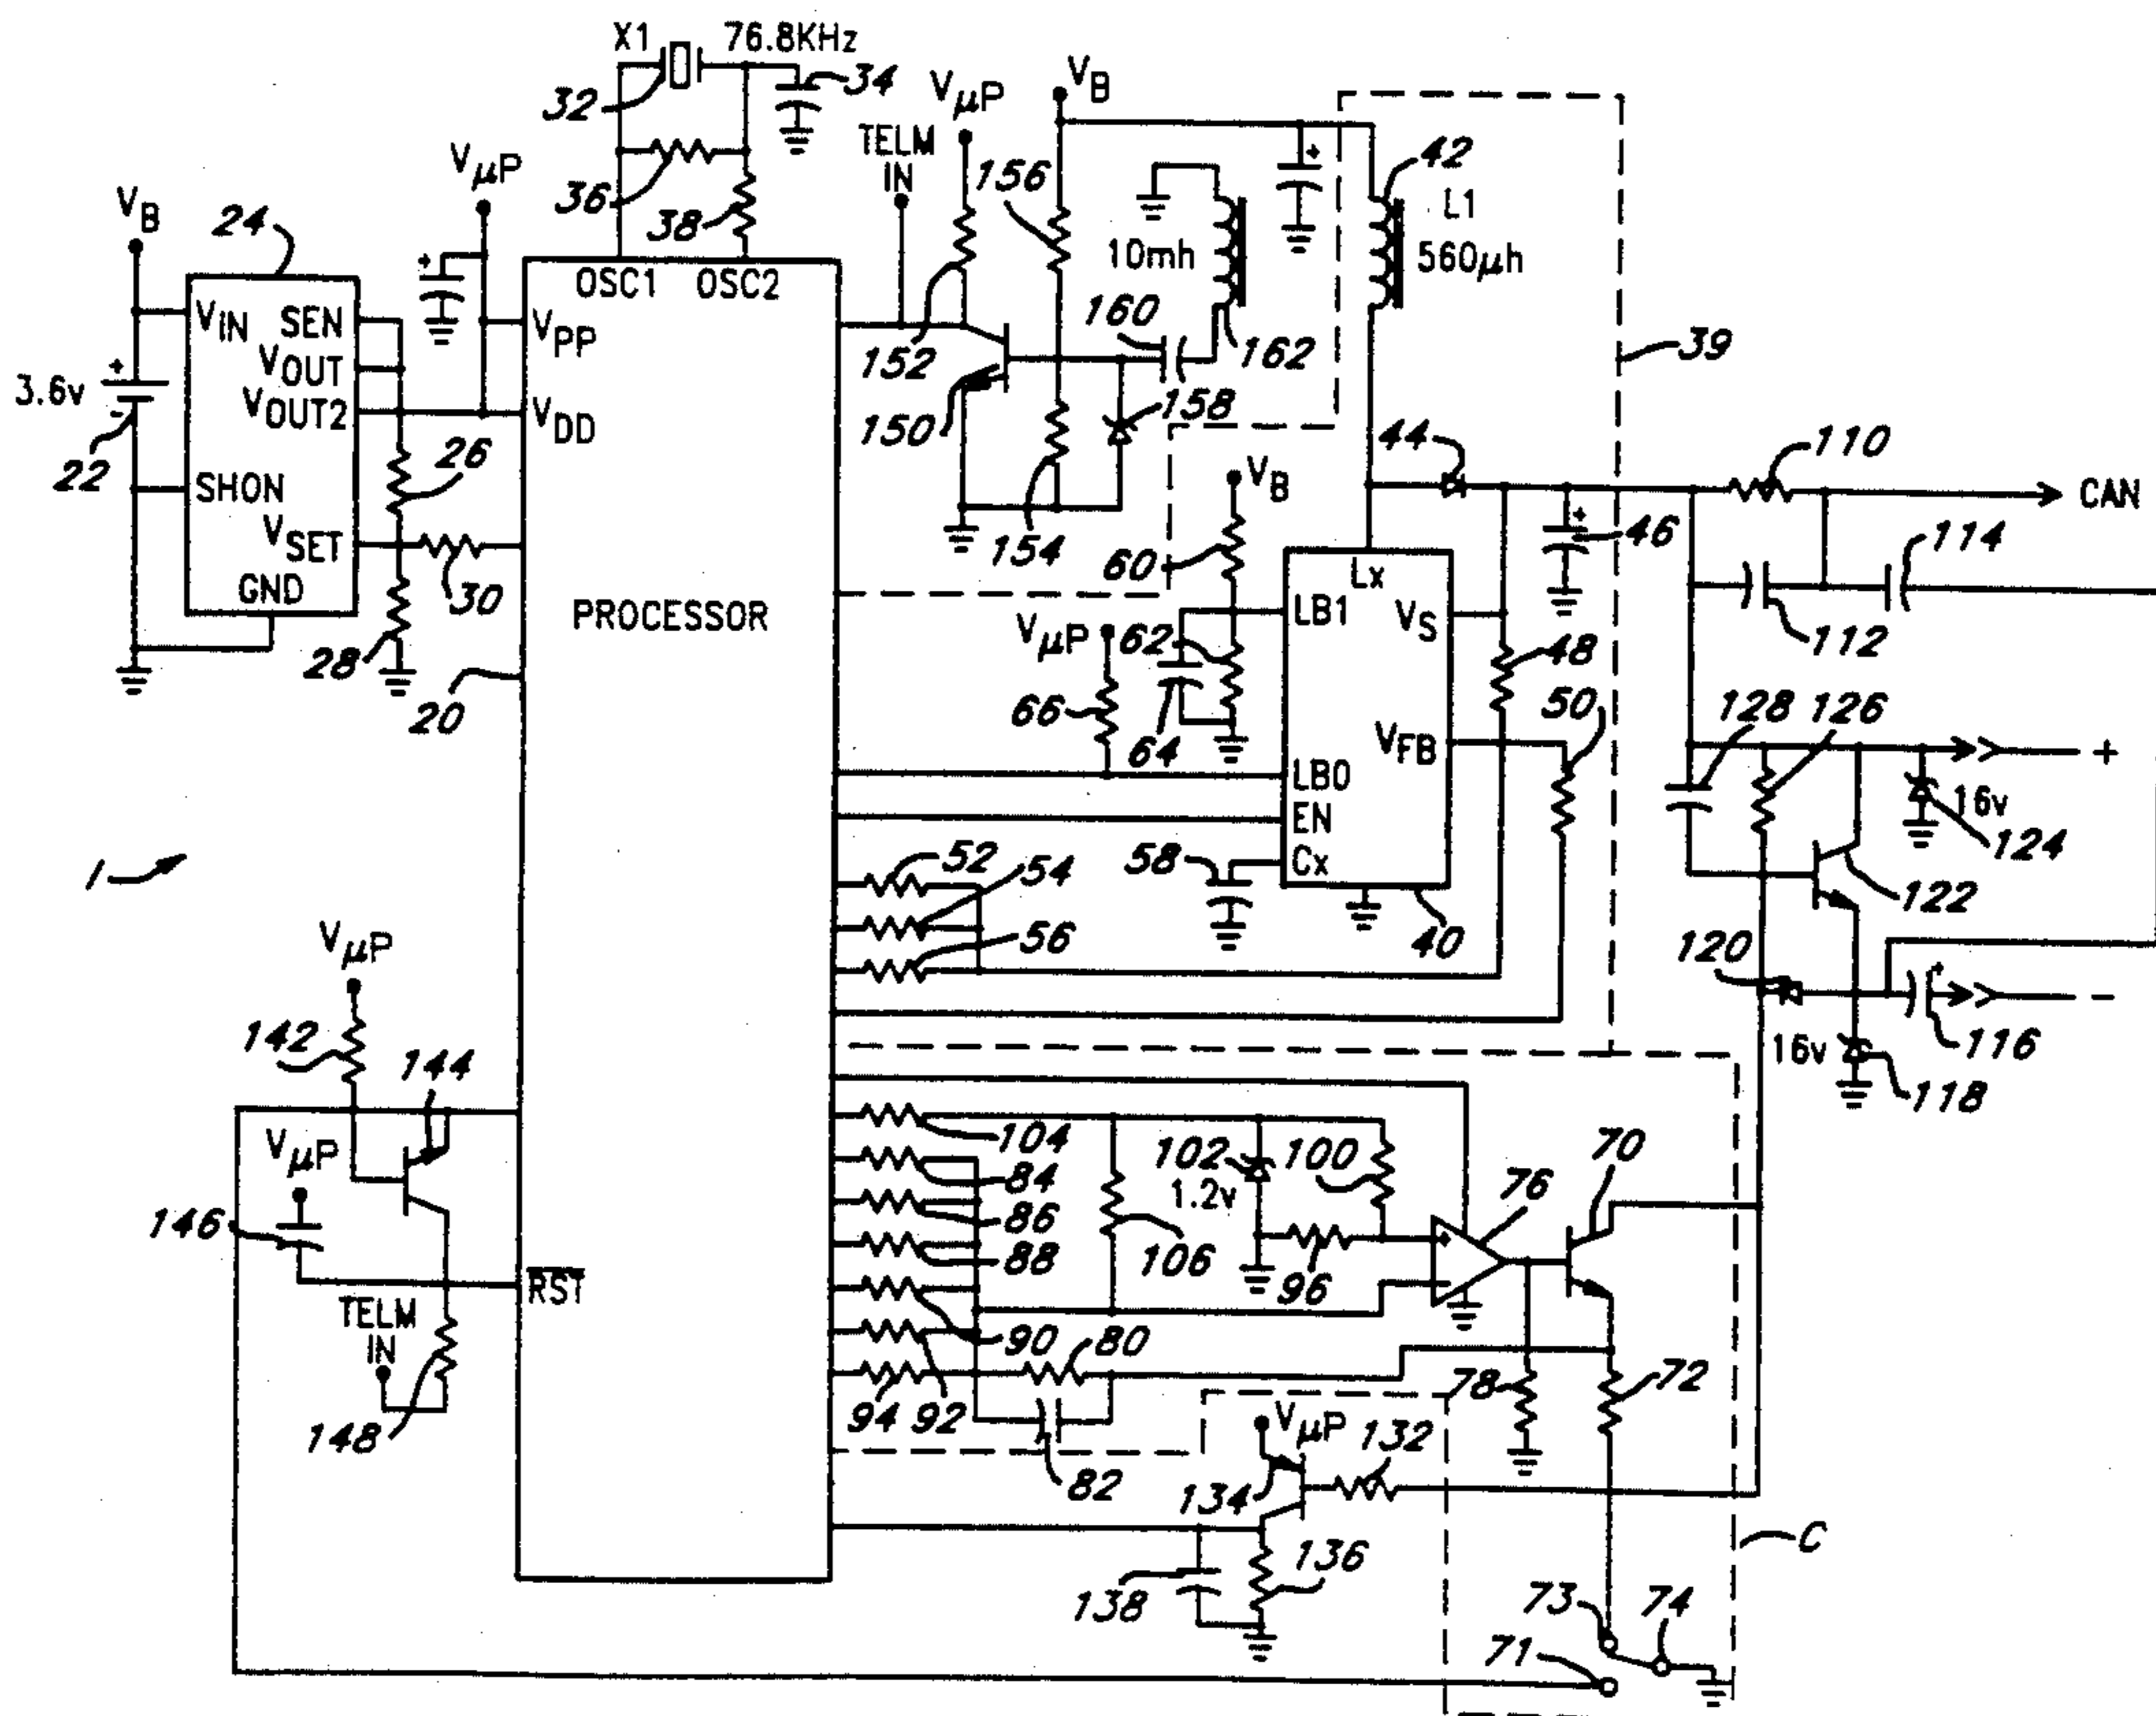 X1 76.8KHz
32
34
36
38
VμP
TELM
IN
VB
156
42
L1
560μh
10mh
160
162
39
VB
24
VμP
OSC1 OSC2
VIN SEN
VOUT
VOUT2
VPP
VDD
3.6v
+
-
22
26
SHON
VSET
GND
28
30
20
PROCESSOR
152
150
158
154
44
110
CAN
46
114
112
VB
60
Lx
LB1
VS
48
VμP
62
66
64
50
VFB
LB0
EN
Cx
58
40
128 126
+
16v
124
122
120
-
116
16v
118
52
54
56
1
VμP
142
144
VμP
146
RST
TELM
IN
148
104
84
86
88
90
92
94
80
82
106
102
1.2v
100
96
76
70
78
72
VμP
132
134
136
138
C
73 74
71